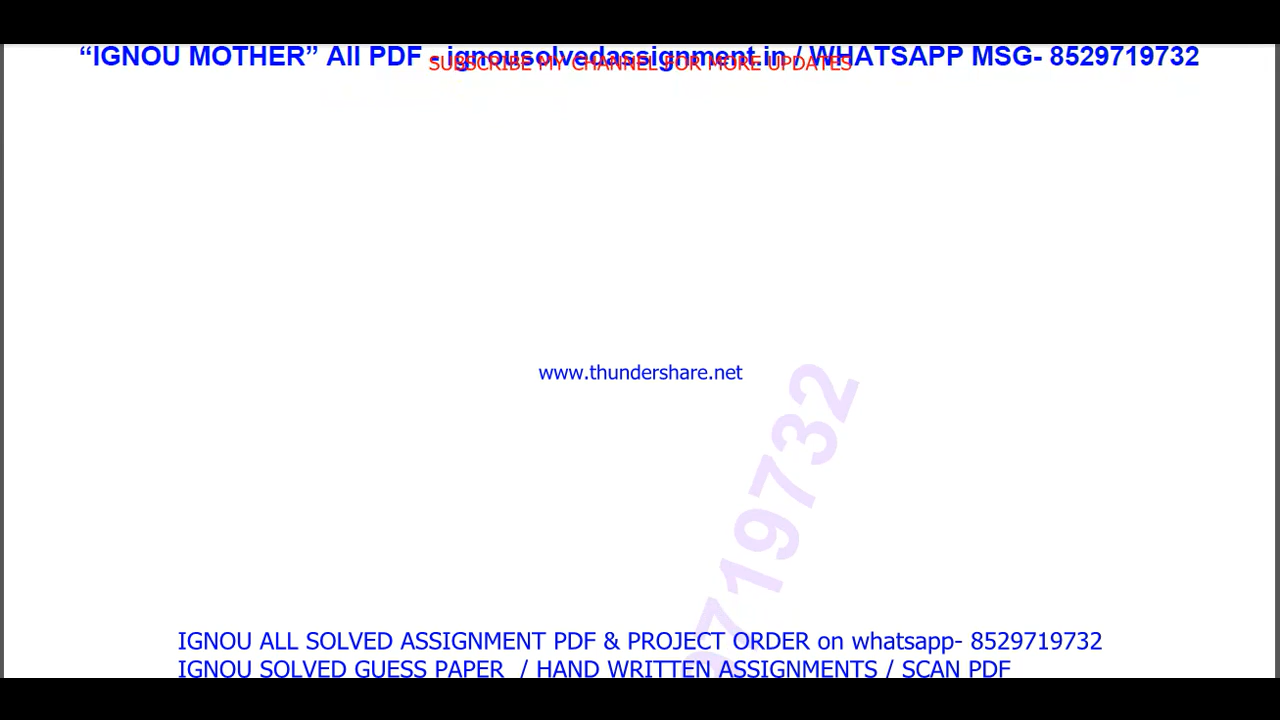 “IGNOU MOTHER” All PDF - ignousolvedassignment.in / WHATSAPP MSG- 8529719732
SUBSCRIBE MY CHANNEL FOR MORE UPDATES
www.thundershare.net
719732
IGNOU ALL SOLVED ASSIGNMENT PDF & PROJECT ORDER on whatsapp- 8529719732
IGNOU SOLVED GUESS PAPER / HAND WRITTEN ASSIGNMENTS / SCAN PDF